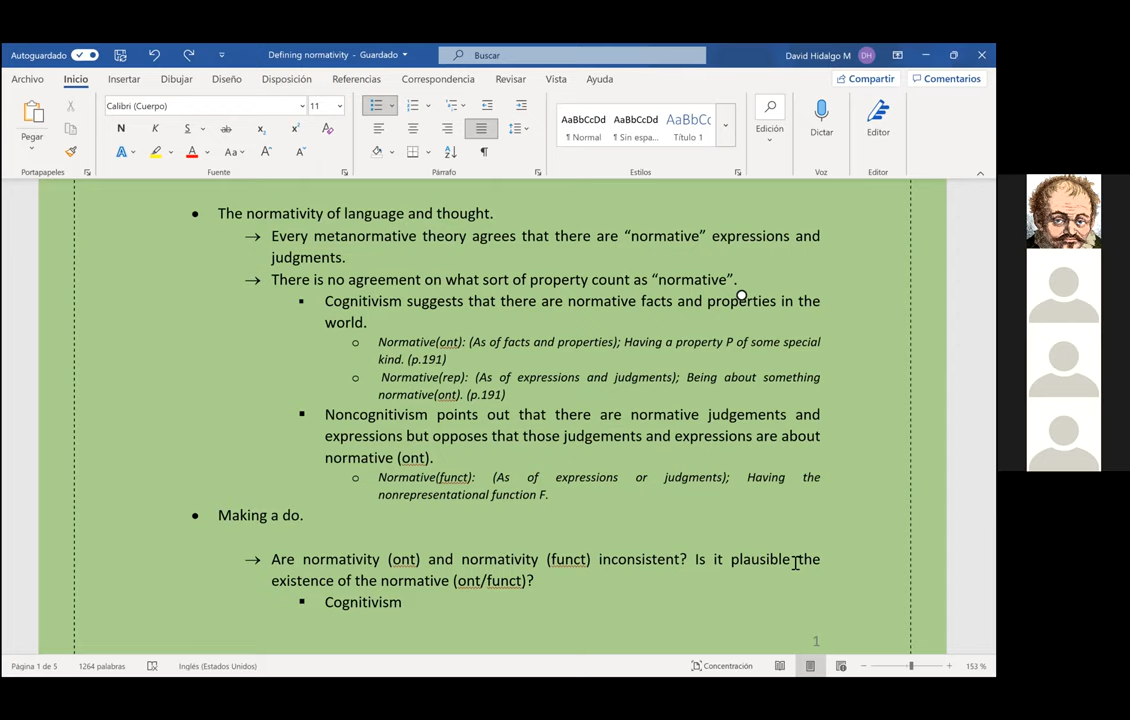 Autoguardado
Defining normativity - Guardado
Buscar
David Hidalgo M
DH
Archivo Inicio Insertar Dibujar Diseño Disposición Referencias Correspondencia Revisar Vista Ayuda
Compartir Comentarios
Pegar
Calibri (Cuerpo) 11
N K S ab x₂ x²
A A Aa A A
AaBbCcDd AaBbCcDd AaBbCc
¶ Normal ¶ Sin espa... Título 1
Edición
Dictar
Editor
Portapapeles Fuente Párrafo Estilos Voz Editor
• The normativity of language and thought.
→ Every metanormative theory agrees that there are “normative” expressions and
judgments.
→ There is no agreement on what sort of property count as “normative”.
▪ Cognitivism suggests that there are normative facts and properties in the
world.
o Normative(ont): (As of facts and properties); Having a property P of some special
kind. (p.191)
o Normative(rep): (As of expressions and judgments); Being about something
normative(ont). (p.191)
▪ Noncognitivism points out that there are normative judgements and
expressions but opposes that those judgements and expressions are about
normative (ont).
o Normative(funct): (As of expressions or judgments); Having the
nonrepresentational function F.
• Making a do.
→ Are normativity (ont) and normativity (funct) inconsistent? Is it plausible the
existence of the normative (ont/funct)?
▪ Cognitivism
1
Página 1 de 5 1264 palabras Inglés (Estados Unidos) Concentración 153 %